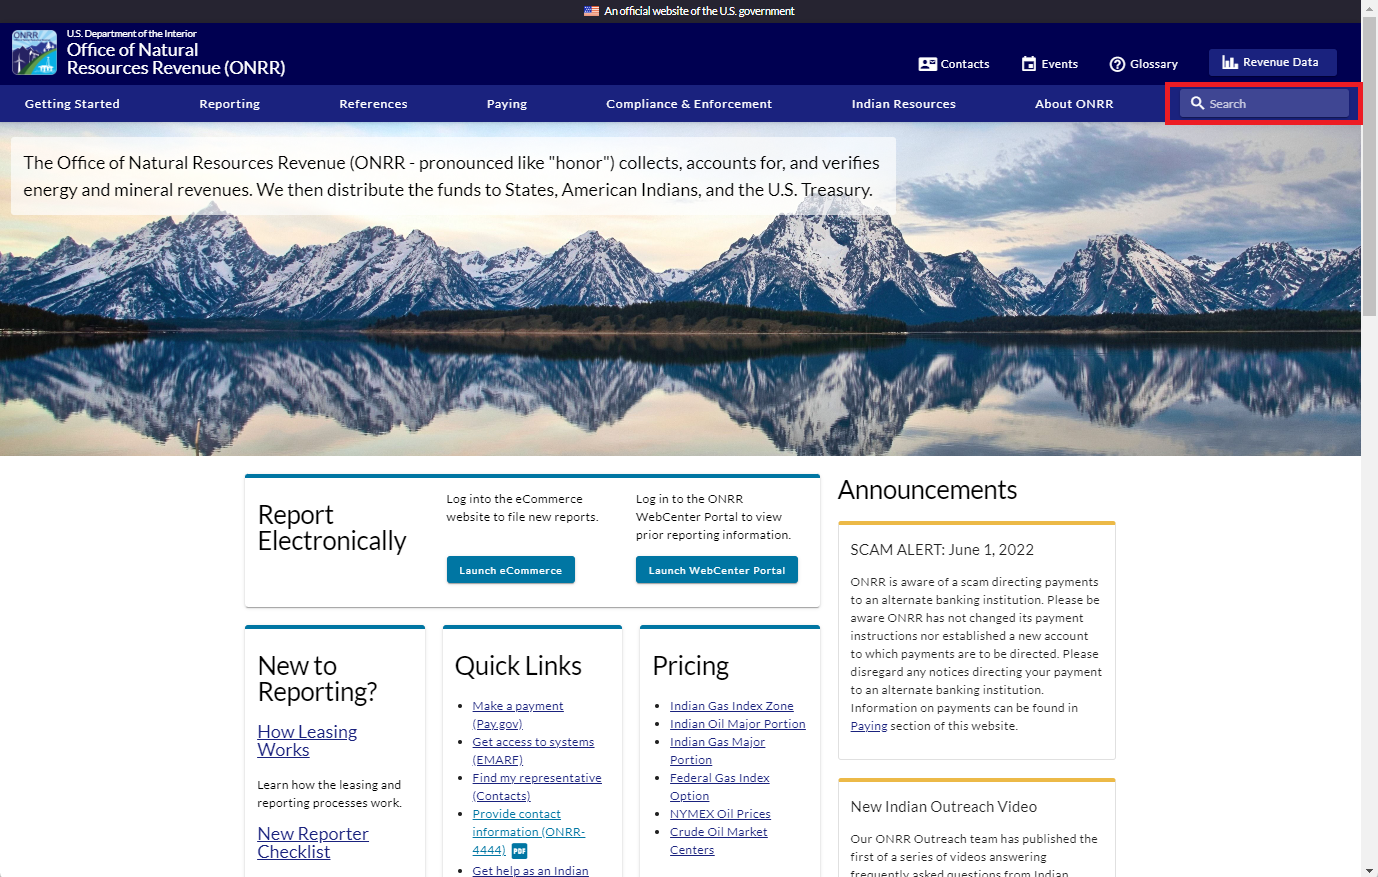 An official website of the U.S. government
ONRR
U.S. Department of the Interior
Office of Natural
Resources Revenue (ONRR)
Contacts
Events
Glossary
Revenue Data
Getting Started
Reporting
References
Paying
Compliance & Enforcement
Indian Resources
About ONRR
Search
The Office of Natural Resources Revenue (ONRR - pronounced like "honor") collects, accounts for, and verifies
energy and mineral revenues. We then distribute the funds to States, American Indians, and the U.S. Treasury.
Report
Electronically
Log into the eCommerce
website to file new reports.
Launch eCommerce
Log in to the ONRR
WebCenter Portal to view
prior reporting information.
Launch WebCenter Portal
New to
Reporting?
How Leasing
Works
Learn how the leasing and
reporting processes work.
New Reporter
Checklist
Quick Links
Make a payment
(Pay.gov)
Get access to systems
(EMARF)
Find my representative
(Contacts)
Provide contact
information (ONRR-
4444) PDF
Get help as an Indian
Pricing
Indian Gas Index Zone
Indian Oil Major Portion
Indian Gas Major
Portion
Federal Gas Index
Option
NYMEX Oil Prices
Crude Oil Market
Centers
Announcements
SCAM ALERT: June 1, 2022
ONRR is aware of a scam directing payments
to an alternate banking institution. Please be
aware ONRR has not changed its payment
instructions nor established a new account
to which payments are to be directed. Please
disregard any notices directing your payment
to an alternate banking institution.
Information on payments can be found in
Paying section of this website.
New Indian Outreach Video
Our ONRR Outreach team has published the
first of a series of videos answering
frequently asked questions from Indian